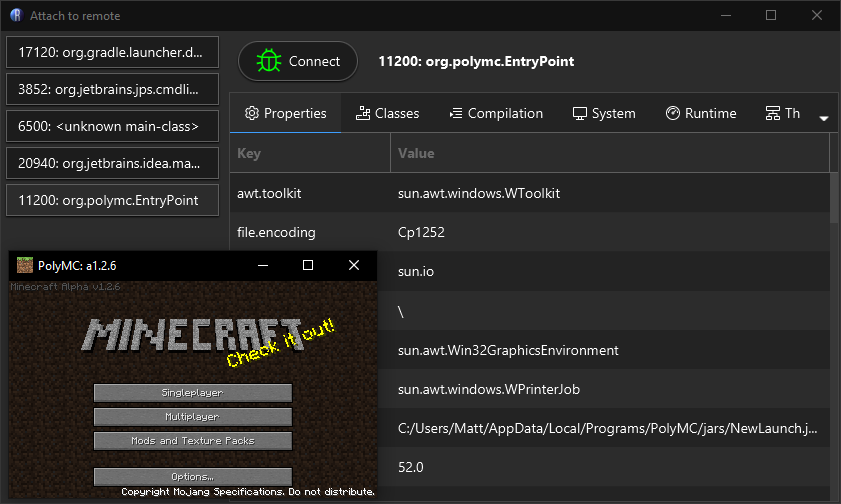 Attach to remote
17120: org.gradle.launcher.d...
3852: org.jetbrains.jps.cmdli...
6500: <unknown main-class>
20940: org.jetbrains.idea.ma...
11200: org.polymc.EntryPoint
Connect
11200: org.polymc.EntryPoint
Properties
Classes
Compilation
System
Runtime
Th
Key Value
awt.toolkit sun.awt.windows.WToolkit
file.encoding Cp1252
sun.io
\
sun.awt.Win32GraphicsEnvironment
sun.awt.windows.WPrinterJob
C:/Users/Matt/AppData/Local/Programs/PolyMC/jars/NewLaunch.j...
52.0
PolyMC: a1.2.6
Minecraft Alpha v1.2.6
MINECRAFT
Check it out!
Singleplayer
Multiplayer
Mods and Texture Packs
Options...
Copyright Mojang Specifications. Do not distribute.